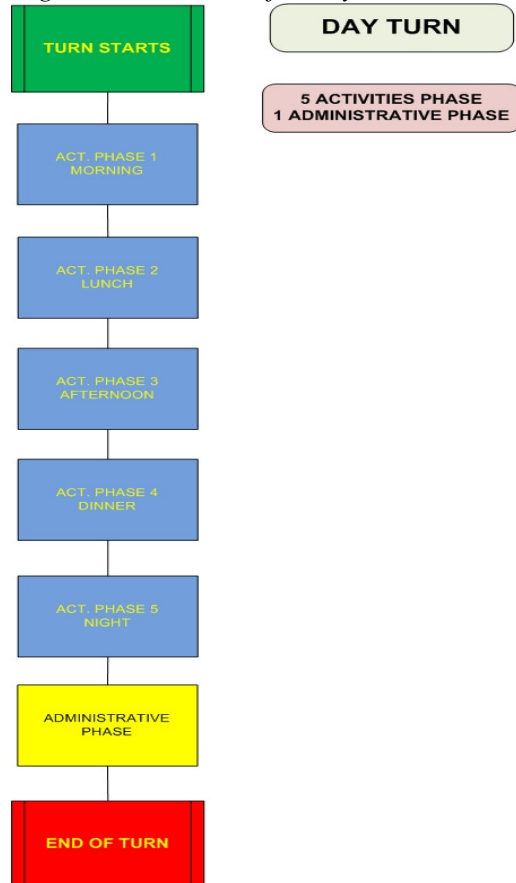 TURN STARTS
DAY TURN
5 ACTIVITIES PHASE
1 ADMINISTRATIVE PHASE
ACT. PHASE 1
MORNING
ACT. PHASE 2
LUNCH
ACT. PHASE 3
AFTERNOON
ACT. PHASE 4
DINNER
ACT. PHASE 5
NIGHT
ADMINISTRATIVE
PHASE
END OF TURN